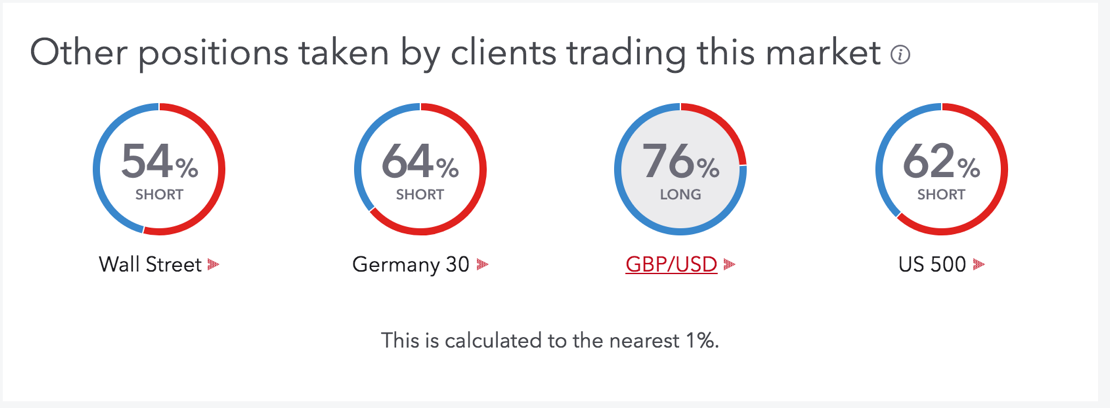 Other positions taken by clients trading this market
54%
SHORT
Wall Street
64%
SHORT
Germany 30
76%
LONG
GBP/USD
62%
SHORT
US 500
This is calculated to the nearest 1%.